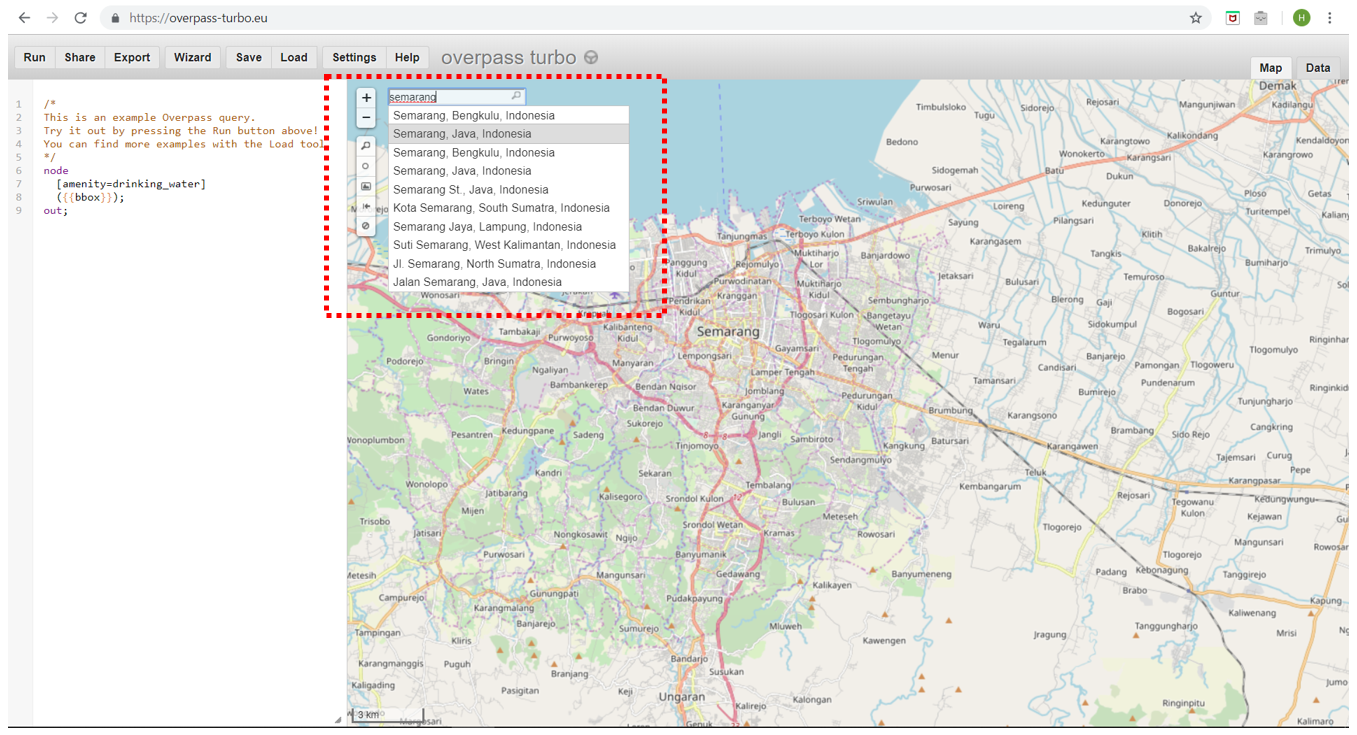 https://overpass-turbo.eu
H
Run Share Export Wizard Save Load Settings Help overpass turbo
Map Data
1 /*
2 This is an example Overpass query.
3 Try it out by pressing the Run button above!
4 You can find more examples with the Load tool
5 */
6 node
7 [amenity=drinking_water]
8 ({{bbox}});
9 out;
+
−
semarang
Semarang, Bengkulu, Indonesia
Semarang, Java, Indonesia
Semarang, Bengkulu, Indonesia
Semarang, Java, Indonesia
Semarang St., Java, Indonesia
Kota Semarang, South Sumatra, Indonesia
Semarang Jaya, Lampung, Indonesia
Suti Semarang, West Kalimantan, Indonesia
Jl. Semarang, North Sumatra, Indonesia
Jalan Semarang, Java, Indonesia
Demak
Timbulsloko Sidorejo Rejosari Mangunjiwan Kadilangu
Tugu
Bedono Kalikondang
Karangtowo Kendaldoyong
Wonokerto Karangsari Karangrowo
Sidogemah Batu Dukun
Purwosari Ploso Getas
Sriwulan Loireng Kedunguter Donorejo Turitempel
Terboyo Wetan Sayung Pilangsari
Tanjungmas Terboyo Kulon Karangasem Klitih Bakalrejo Trimulyo
Rejomulyo Muktiharjo Lor Banjardowo Tangkis Bumiharjo
Kidul Purwodinatan Muktiharjo Kidul Jetaksari Bulusari Temuroso
Wonosari Pendrikan Kidul Kranggan Sembungharjo Blerong Gaji Guntur
Tambakaji Kalibanteng Kidul Semarang Tlogosari Kulon Bangetayu Wetan Waru Sidokumpul Bogosari
Gondoriyo Purwoyoso Tlogomulyo Tegalarum
Podorejo Bringin Manyaran Lempongsari Gayamsari Pedurungan Tengah Menur Banjarejo Tlogomulyo
Ngaliyan Lamper Tengah Candisari Pamongan Tlogoweru
Wates Bambankerep Bendan Ngisor Jomblang Pedurungan Kidul Tamansari Bumirejo Pundenarum
Bendan Duwur Karanganyar Gunung Brumbung Karangsono Tunjungharjo
Pesantren Kedungpane Sadeng Sukorejo Jangli Sambiroto Kangkung Batursari Brambang Sido Rejo Cangkring
Tinjomoyo Sendangmulyo Karangawen Tajemsari Curug
Kandri Sekaran Teluk Pepe
Wonolopo Jatibarang Kalisegoro Srondol Kulon Tembalang Kembangarum Karangpasar
Mijen Bulusan Rejosari Tegowanu Kulon Kedungwungu
Trisobo Srondol Wetan Meteseh Kejawan
Jatisari Nongkosawit Ngijo Kramas Rowosari Tlogorejo
Purwosari Banyumanik Mangunsari
Metesih Mangunsari Gedawang Banyumeneng Tlogorejo
Padang Kebonagung Tanggirejo
Campurejo Gunungpati Pudakpayung Kalikayen Brabo Kapung
Karangmalang Kaliwenang
Tampingan Banjarejo Sumurejo Mluweh Jragung Tanggungharjo Mrisi
Kliris Kawengen
Karangmanggis Puguh Bandarjo
Kaligading Susukan Jumo
Pasigitan Keji Ungaran Kalirejo Kalongan Ringinpitu
3 km Kalimaro